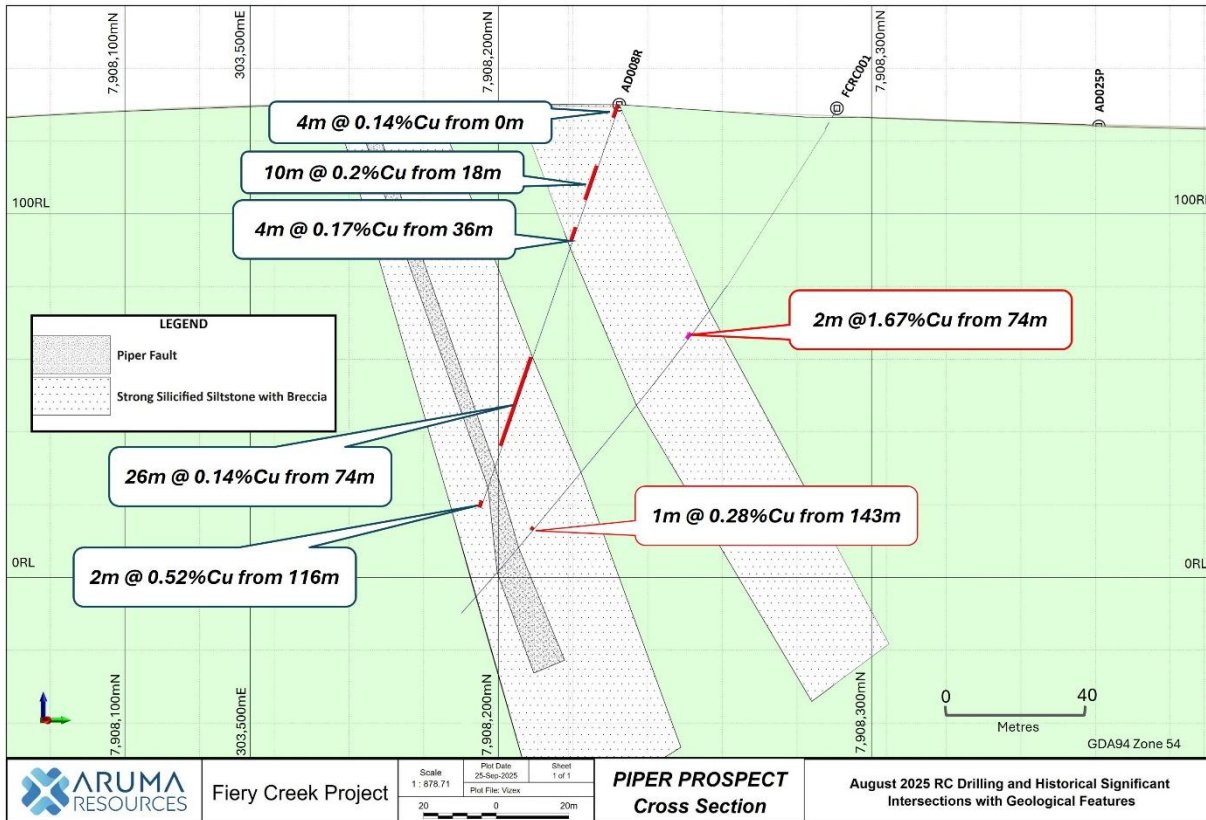 7,908,100mN
303,500mE
7,908,200mN
AD008R
FCRC001
7,908,300mN
AD025P
4m @ 0.14%Cu from 0m
10m @ 0.2%Cu from 18m
100RL
100RL
4m @ 0.17%Cu from 36m
2m @1.67%Cu from 74m
LEGEND
Piper Fault
Strong Silicified Siltstone with Breccia
26m @ 0.14%Cu from 74m
1m @ 0.28%Cu from 143m
0RL
0RL
2m @ 0.52%Cu from 116m
7,908,100mN
303,500mE
7,908,200mN
7,908,300mN
0
40
Metres
GDA94 Zone 54
ARUMA
RESOURCES
Fiery Creek Project
Scale
1 : 878.71
Plot Date
25-Sep-2025
Sheet
1 of 1
Plot File: Vizex
20
0
20m
PIPER PROSPECT
Cross Section
August 2025 RC Drilling and Historical Significant
Intersections with Geological Features